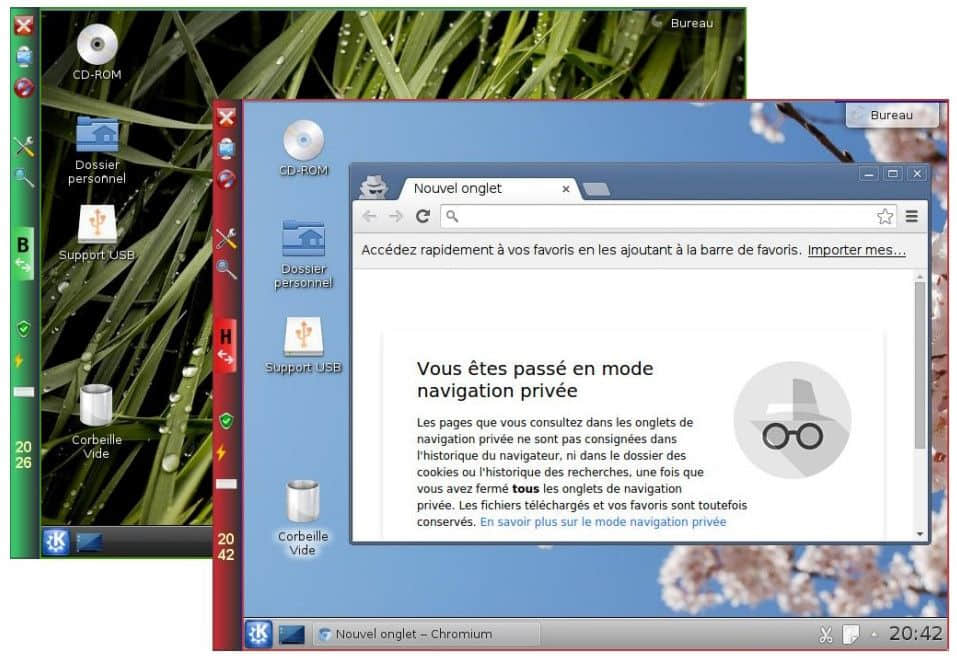 Bureau
CD-ROM
Dossier
personnel
Support USB
Corbeille
Vide
B
20
26
Bureau
CD-ROM
Dossier
personnel
Support USB
Corbeille
Vide
H
20
42
Nouvel onglet
Accédez rapidement à vos favoris en les ajoutant à la barre de favoris. Importer mes...
Vous êtes passé en mode
navigation privée
Les pages que vous consultez dans les onglets de
navigation privée ne sont pas consignées dans
l'historique du navigateur, ni dans le dossier des
cookies ou l'historique des recherches, une fois que
vous avez fermé tous les onglets de navigation
privée. Les fichiers téléchargés et vos favoris sont toutefois
conservés. En savoir plus sur le mode navigation privée
Nouvel onglet – Chromium
20:42